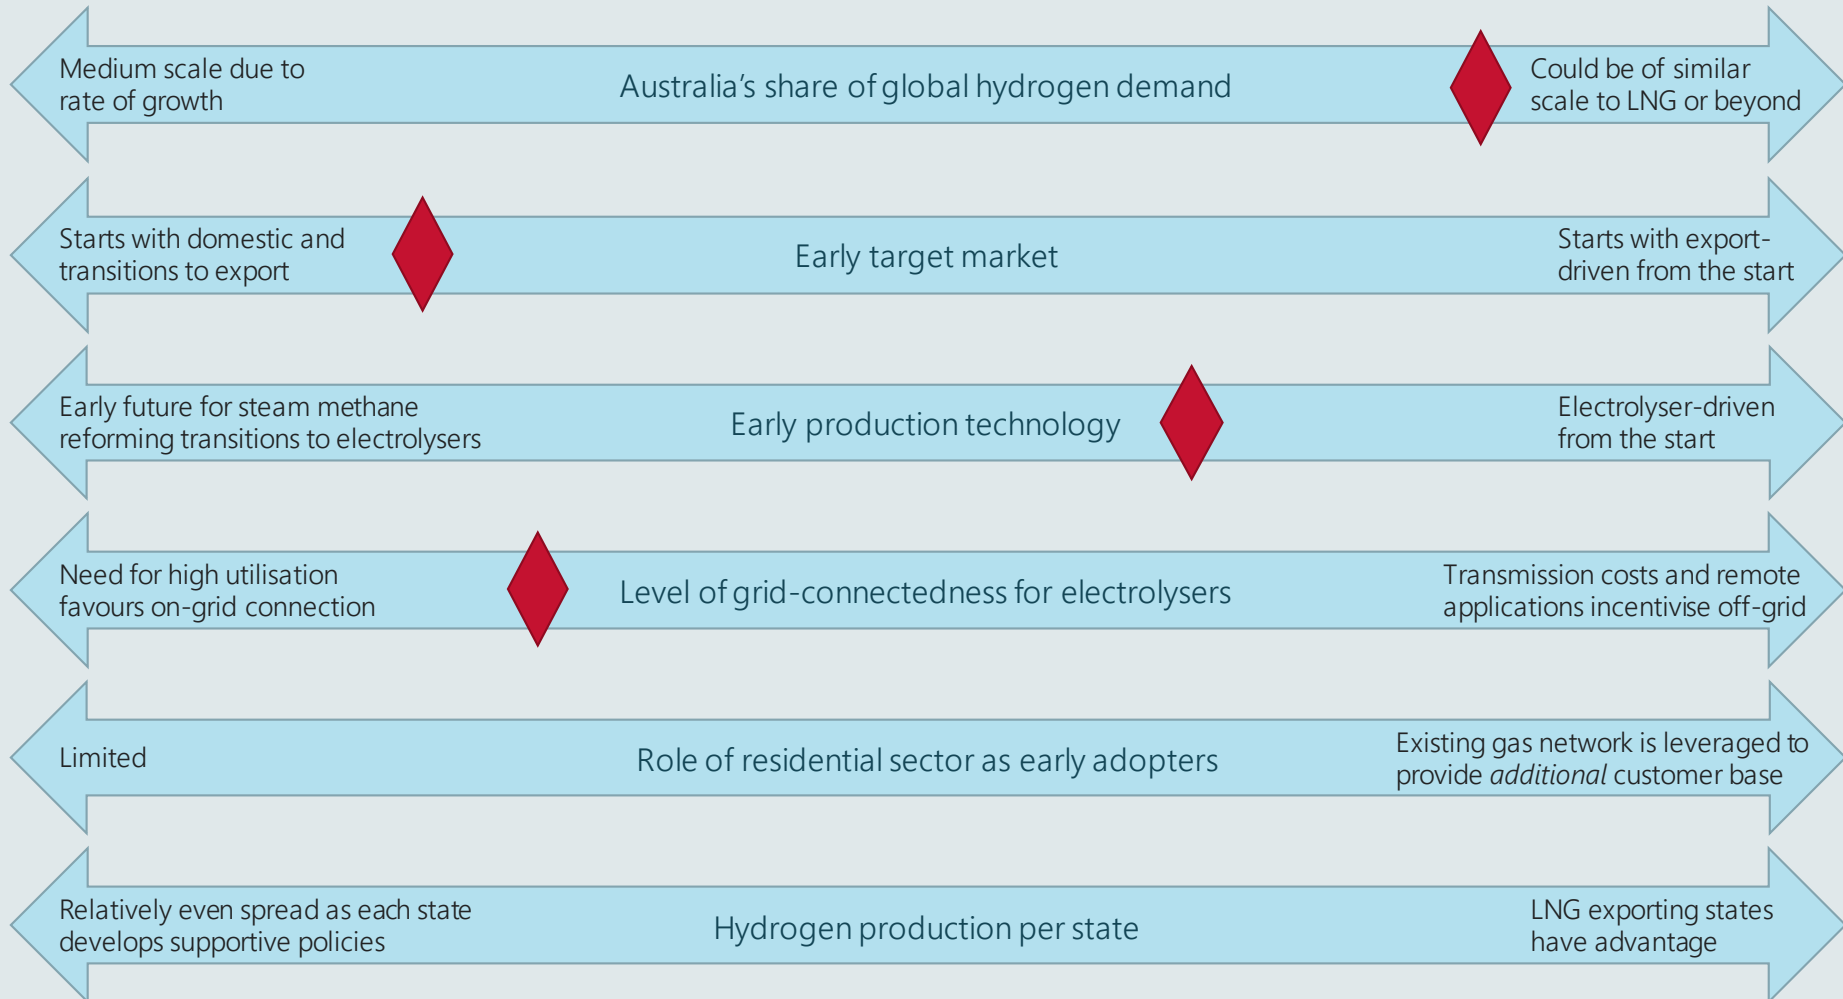 Medium scale due to
rate of growth
Australia's share of global hydrogen demand
Could be of similar
scale to LNG or beyond
Starts with domestic and
transitions to export
Early target market
Starts with export-
driven from the start
Early future for steam methane
reforming transitions to electrolysers
Early production technology
Electrolyser-driven
from the start
Need for high utilisation
favours on-grid connection
Level of grid-connectedness for electrolysers
Transmission costs and remote
applications incentivise off-grid
Limited
Role of residential sector as early adopters
Existing gas network is leveraged to
provide additional customer base
Relatively even spread as each state
develops supportive policies
Hydrogen production per state
LNG exporting states
have advantage